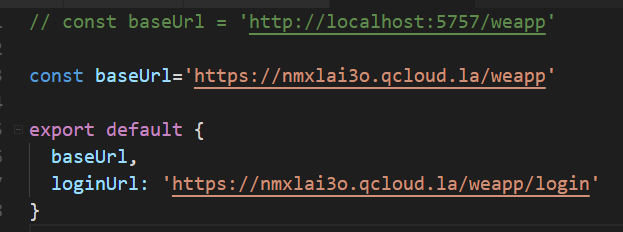 // const baseUrl = 'http://localhost:5757/weapp'
const baseUrl='https://nmxlai3o.qcloud.la/weapp'
export default {
baseUrl,
loginUrl: 'https://nmxlai3o.qcloud.la/weapp/login'
}